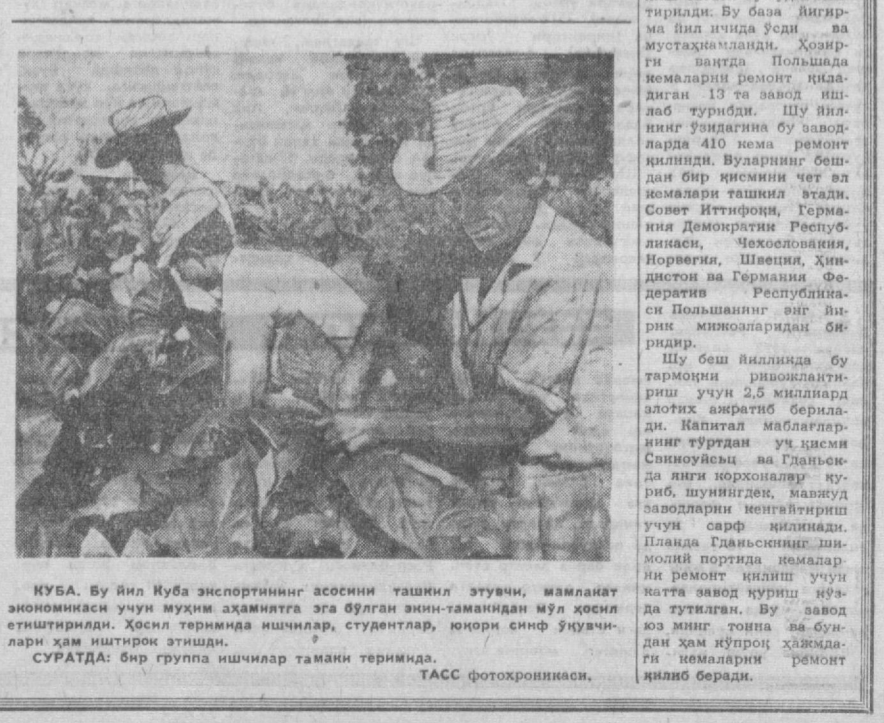 КУБА. Бу йил Куба экспортининг асосини ташкил этувчи, мамлакат
экономикаси учун муҳим аҳамиятга эга бўлган экин-тамакидан мўл ҳосил
етиштирилди. Ҳосил теримида ишчилар, студентлар, юқори синф ўқувчи-
лари ҳам иштирок этишди.
СУРАТДА: бир группа ишчилар тамаки теримида.
ТАСС фотохроникаси.
тирилди. Бу база йигир-
ма йил ичида ўсди ва
мустаҳкамланди. Ҳозир-
ги вақтда Польшада
кемаларни ремонт қила-
диган 13 та завод иш-
лаб турибди. Шу йил-
нинг ўзидагина бу завод-
ларда 410 кема ремонт
қилинди. Буларнинг беш-
дан бир қисмини чет эл
кемалари ташкил этади.
Совет Иттифоқи, Герма-
ния Демократик Респуб-
ликаси, Чехословакия,
Норвегия, Швеция, Ҳин-
дистон ва Германия Фе-
дератив Республика-
си Польшанинг энг йи-
рик мижозларидан би-
ридир.
Шу беш йилликда бу
тармоқни ривожланти-
риш учун 2,5 миллиард
злотих ажратиб берила-
ди. Капитал маблағлар-
нинг тўртдан уч қисми
Свиноуйсьц ва Гданьск-
да янги корхоналар қу-
риб, шунингдек, мавжуд
заводларни кенгайтириш
учун сарф қилинади.
Планда Гданьскнинг ши-
молий портида кемалар-
ни ремонт қилиш учун
катта завод қуриш кўз-
да тутилган. Бу завод
юз минг тонна ва бун-
дан ҳам кўпроқ ҳажмда-
ги кемаларни ремонт
қилиб беради.